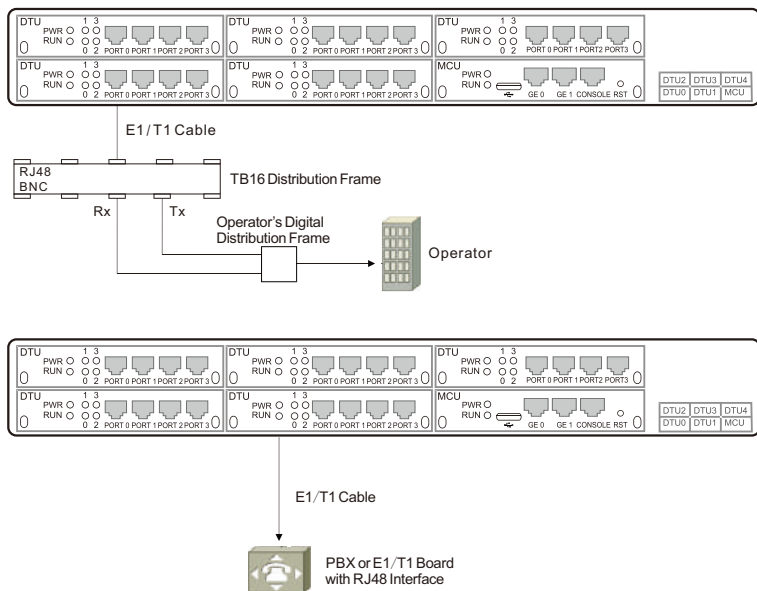 DTU PWR RUN 1 3 0 2 PORT 0 PORT 1 PORT 2 PORT 3
DTU PWR RUN 1 3 0 2 PORT 0 PORT 1 PORT 2 PORT 3
DTU PWR RUN 1 3 0 2 PORT 0 PORT 1 PORT2 PORT3
DTU PWR RUN 1 3 0 2 PORT 0 PORT 1 PORT 2 PORT 3
DTU PWR RUN 1 3 0 2 PORT 0 PORT 1 PORT 2 PORT 3
MCU PWR RUN GE 0 GE 1 CONSOLE RST
DTU2 DTU3 DTU4
DTU0 DTU1 MCU
E1/T1 Cable
RJ48
BNC
TB16 Distribution Frame
Rx Tx
Operator's Digital
Distribution Frame
Operator
DTU PWR RUN 1 3 0 2 PORT 0 PORT 1 PORT 2 PORT 3
DTU PWR RUN 1 3 0 2 PORT 0 PORT 1 PORT 2 PORT 3
DTU PWR RUN 1 3 0 2 PORT 0 PORT 1 PORT2 PORT3
DTU PWR RUN 1 3 0 2 PORT 0 PORT 1 PORT 2 PORT 3
DTU PWR RUN 1 3 0 2 PORT 0 PORT 1 PORT 2 PORT 3
MCU PWR RUN GE 0 GE 1 CONSOLE RST
DTU2 DTU3 DTU4
DTU0 DTU1 MCU
E1/T1 Cable
PBX or E1/T1 Board
with RJ48 Interface